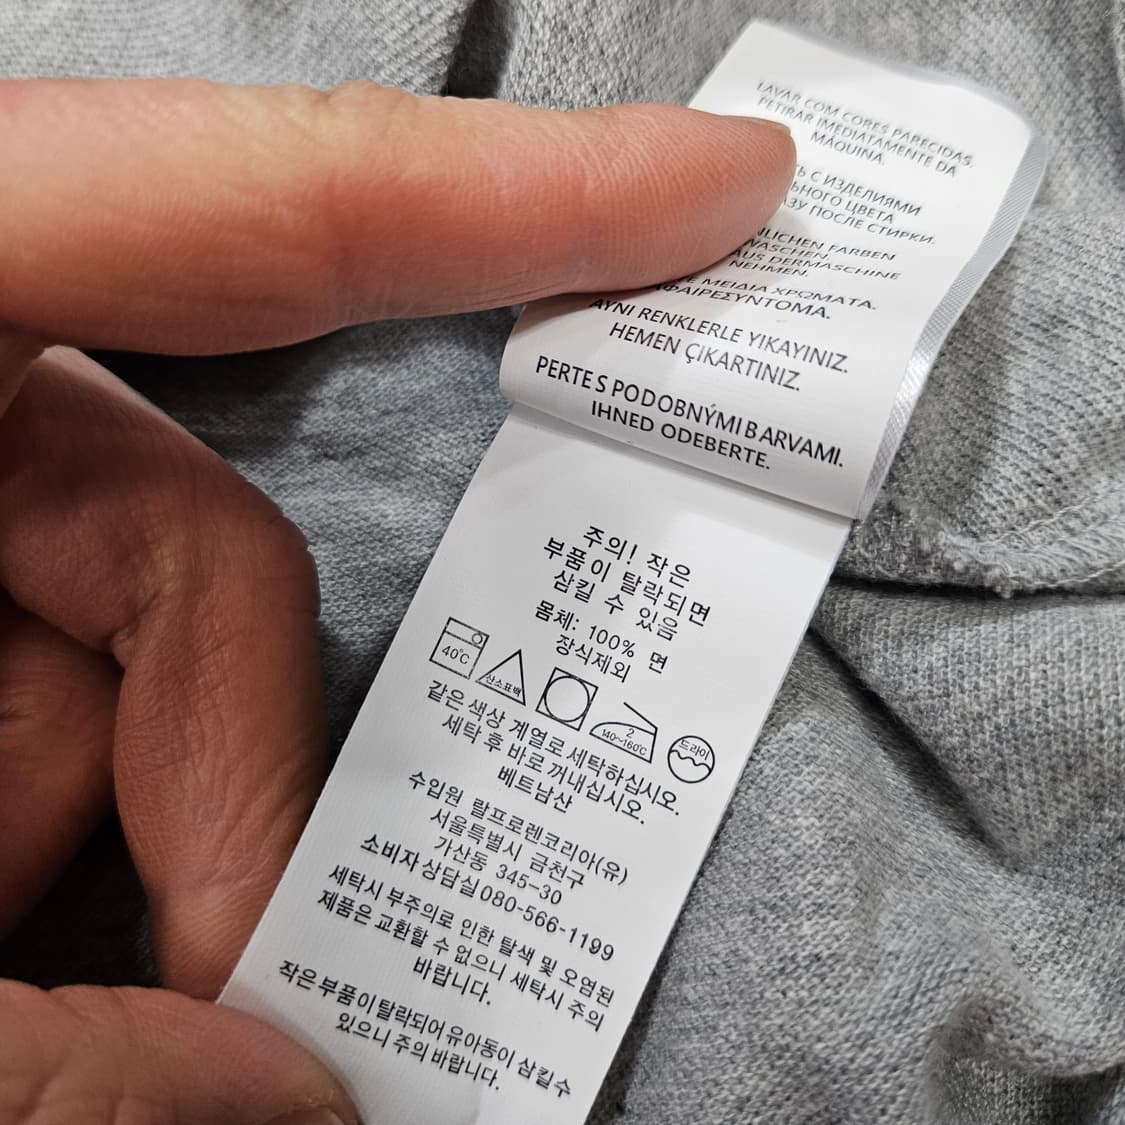 LAVAR COM CORES PARECIDAS.
PETIRAR IMEDIATAMENTE DA
MÁQUINA.
С ИЗДЕЛИЯМИ
ЦВЕТА
ПОСЛЕ СТИРКИ.
FARBEN
WASCHEN.
AUS DERMASCHINE
NEHMEN.
ΜΕΙΔΙΑ ΧΡΩΜΑΤΑ.
ΑΦΑΙΡΕΣΥΝΤΟΜΑ.
AYNI RENKLERLE YIKAYINIZ.
HEMEN ÇIKARTINIZ.
PERTE S PODOBNÝMI BARVAMI.
IHNED ODEBERTE.
주의! 작은
부품이 탈락되면
삼킬 수 있음
몸체: 100% 면
장식제외
40℃
산소표백
2
140~160℃
드라이
같은 색상 계열로 세탁하십시오.
세탁 후 바로 꺼내십시오.
베트남산
수입원 랄프로렌코리아(유)
서울특별시 금천구
가산동 345-30
소비자 상담실 080-566-1199
세탁시 부주의로 인한 탈색 및 오염된
제품은 교환할 수 없으니 세탁시 주의
바랍니다.
작은 부품이 탈락되어 유아동이 삼킬 수
있으니 주의 바랍니다.